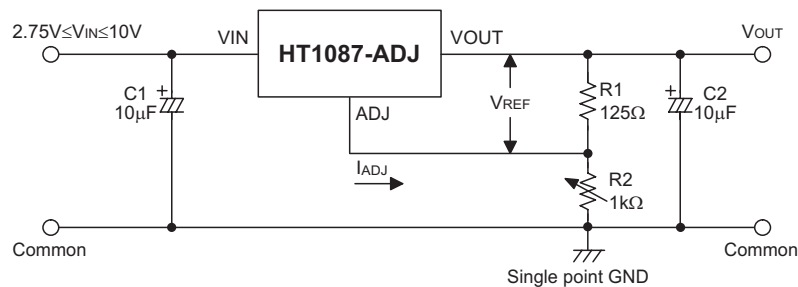 2.75V≤VIN≤10V
VIN
HT1087-ADJ
VOUT
VOUT
C1
+
10μF
ADJ
VREF
R1
125Ω
+
C2
10μF
IADJ
R2
1kΩ
Common
Common
Single point GND